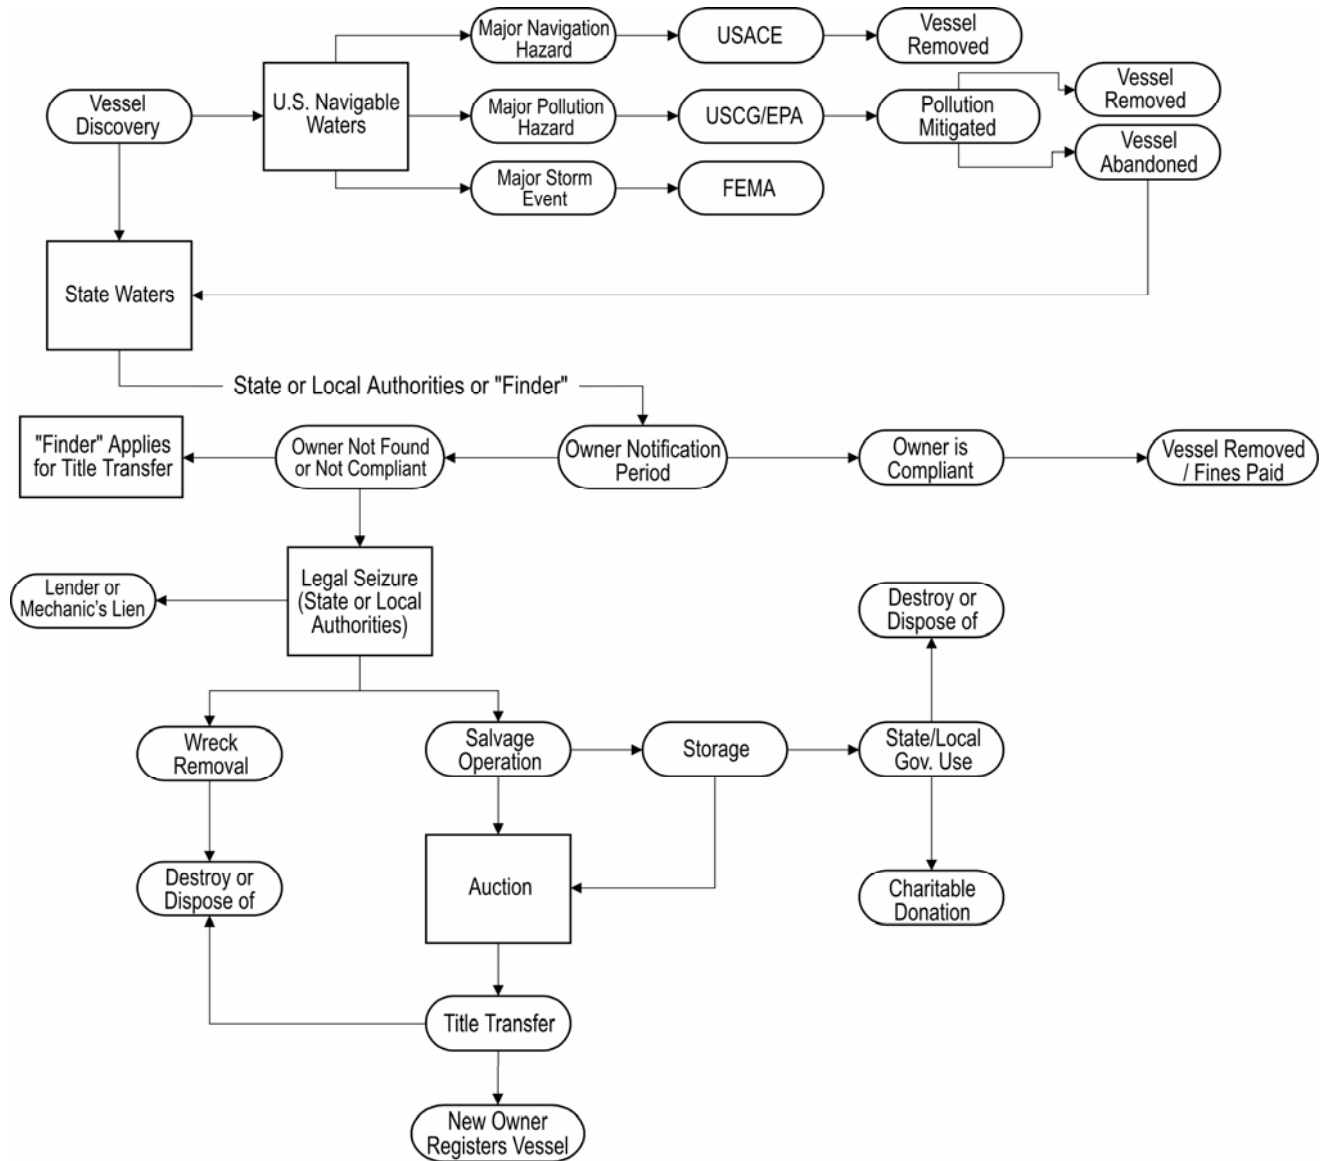 Major Navigation
Hazard
USACE
Vessel
Removed
Vessel
Discovery
U.S. Navigable
Waters
Major Pollution
Hazard
USCG/EPA
Pollution
Mitigated
Vessel
Removed
Vessel
Abandoned
Major Storm
Event
FEMA
State Waters
State or Local Authorities or "Finder"
"Finder" Applies
for Title Transfer
Owner Not Found
or Not Compliant
Owner Notification
Period
Owner is
Compliant
Vessel Removed
/ Fines Paid
Lender or
Mechanic's Lien
Legal Seizure
(State or Local
Authorities)
Destroy or
Dispose of
Wreck
Removal
Salvage
Operation
Storage
State/Local
Gov. Use
Destroy or
Dispose of
Auction
Charitable
Donation
Title Transfer
New Owner
Registers Vessel